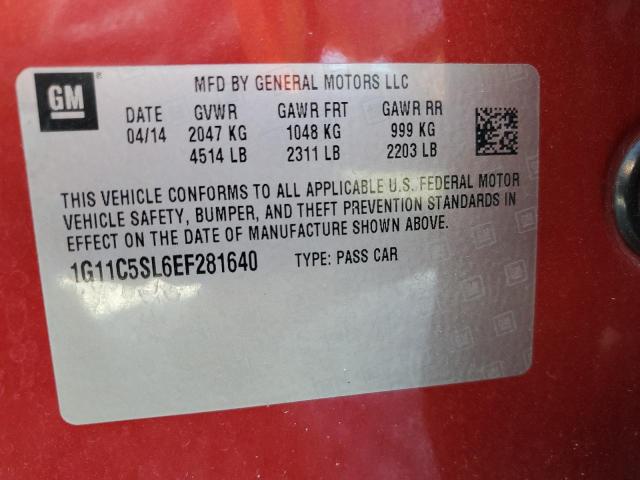 GM ®
MFD BY GENERAL MOTORS LLC
DATE GVWR GAWR FRT GAWR RR
04/14 2047 KG 1048 KG 999 KG
4514 LB 2311 LB 2203 LB
THIS VEHICLE CONFORMS TO ALL APPLICABLE U.S. FEDERAL MOTOR
VEHICLE SAFETY, BUMPER, AND THEFT PREVENTION STANDARDS IN
EFFECT ON THE DATE OF MANUFACTURE SHOWN ABOVE.
1G11C5SL6EF281640 TYPE: PASS CAR